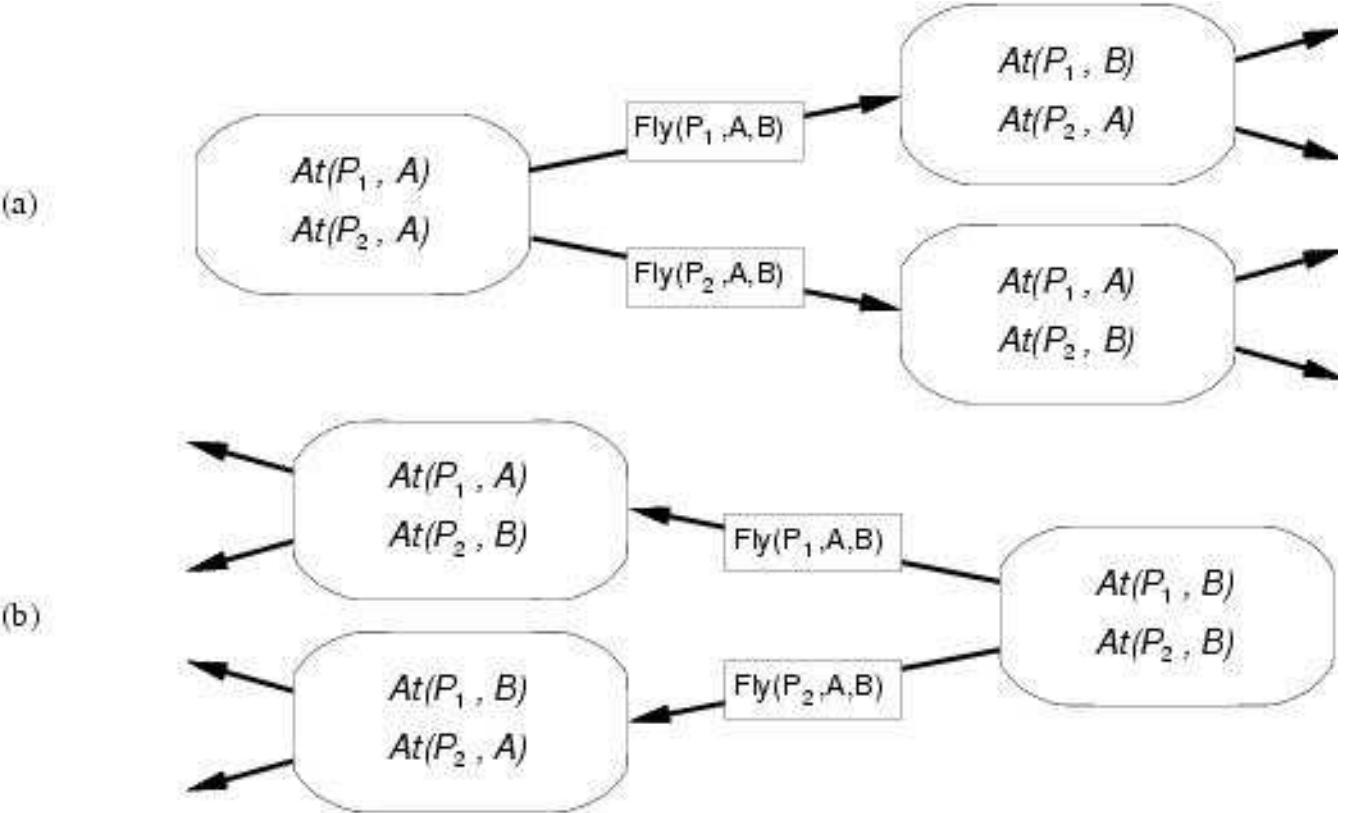 (a)
At(P₁ , A)
At(P₂ , A)
Fly(P₁ ,A,B)
Fly(P₂ ,A,B)
At(P₁ , B)
At(P₂ , A)
At(P₁ , A)
At(P₂ , B)
(b)
At(P₁ , A)
At(P₂ , B)
At(P₁ , B)
At(P₂ , A)
Fly(P₁ ,A,B)
Fly(P₂ ,A,B)
At(P₁ , B)
At(P₂ , B)